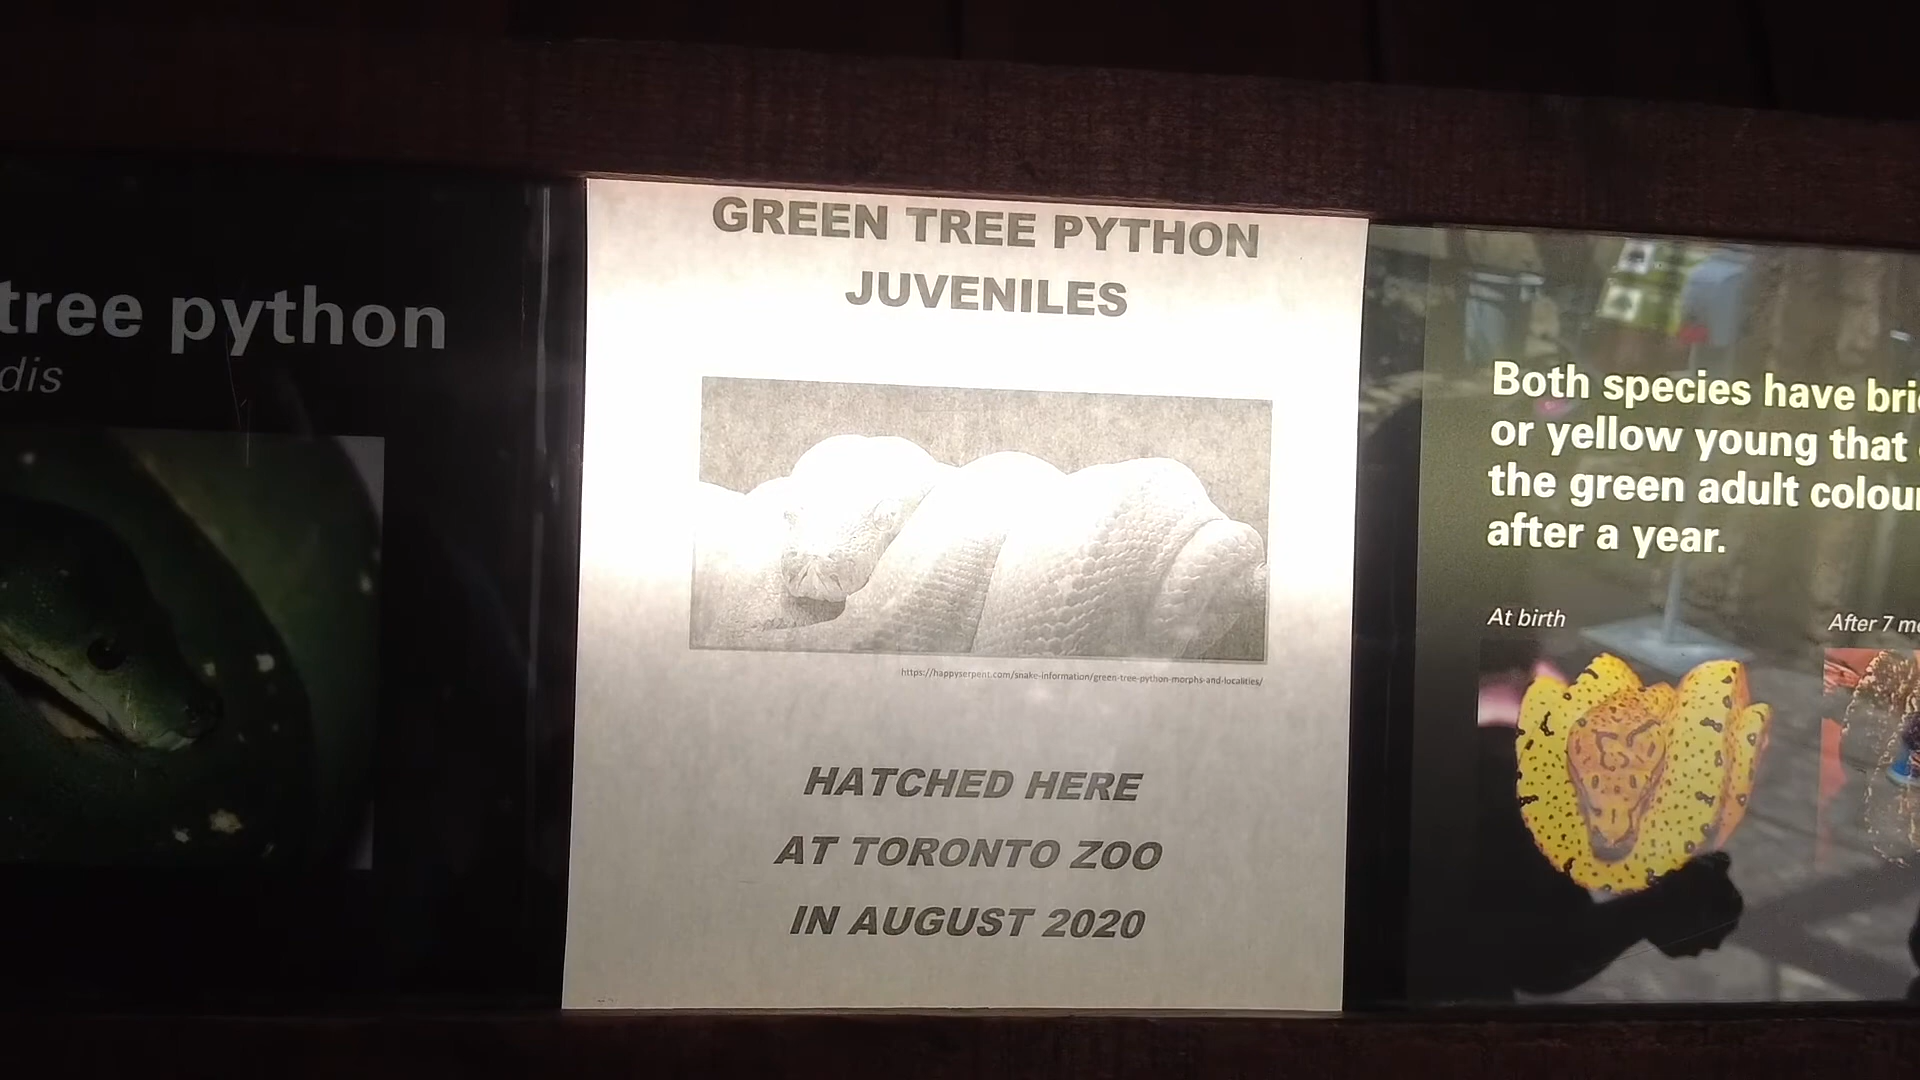 tree python
dis
GREEN TREE PYTHON
JUVENILES
https://happyserpent.com/snake-information/green-tree-python-morphs-and-localities/
HATCHED HERE
AT TORONTO ZOO
IN AUGUST 2020
Both species have bri
or yellow young that
the green adult colour
after a year.
At birth
After 7 mo